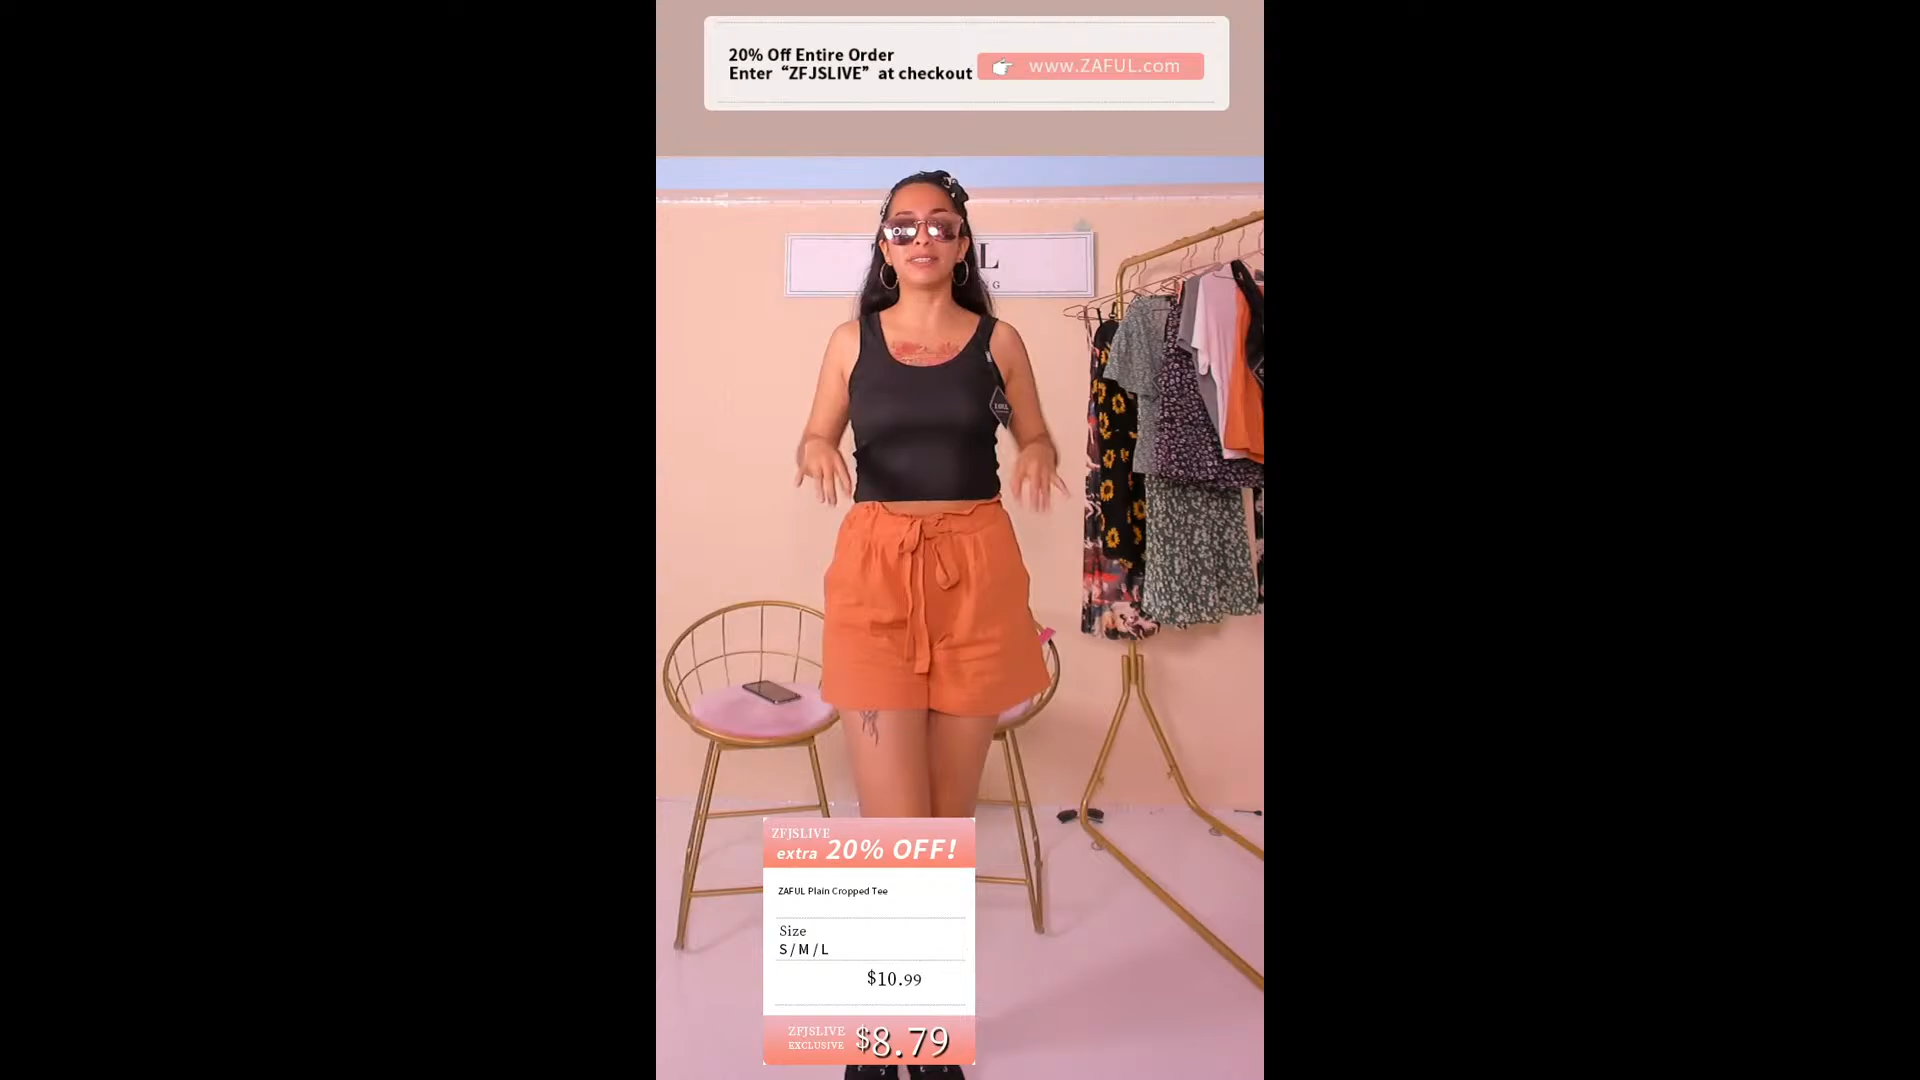 20% Off Entire Order
Enter “ZFJSLIVE” at checkout
www.ZAFUL.com
L
NG
ZFJSLIVE
extra 20% OFF!
ZAFUL Plain Cropped Tee
Size
S / M / L
$10.99
ZFJSLIVE
EXCLUSIVE
$8.79